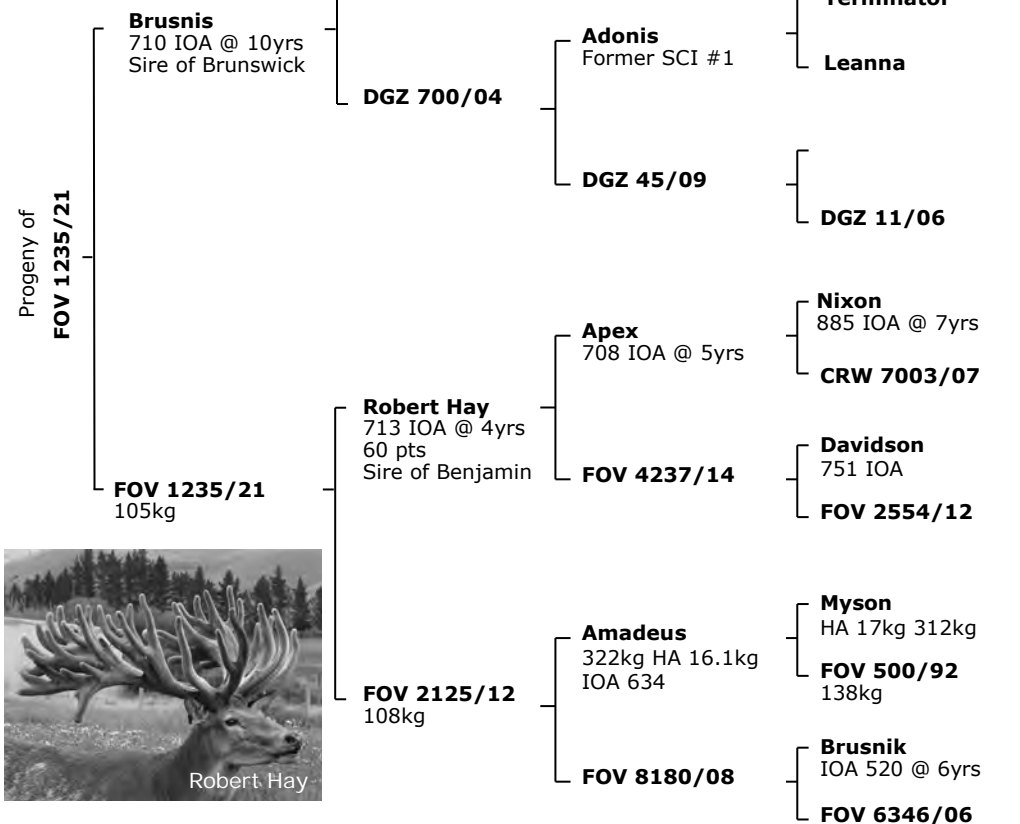 Terminator
Brusnis
710 IOA @ 10yrs
Sire of Brunswick
Adonis
Former SCI #1
Leanna
DGZ 700/04
DGZ 45/09
DGZ 11/06
Progeny of
FOV 1235/21
Nixon
885 IOA @ 7yrs
Apex
708 IOA @ 5yrs
CRW 7003/07
Robert Hay
713 IOA @ 4yrs
60 pts
Sire of Benjamin
Davidson
751 IOA
FOV 4237/14
FOV 2554/12
FOV 1235/21
105kg
Myson
HA 17kg 312kg
Amadeus
322kg HA 16.1kg
IOA 634
FOV 500/92
138kg
FOV 2125/12
108kg
Brusnik
IOA 520 @ 6yrs
FOV 8180/08
FOV 6346/06
Robert Hay